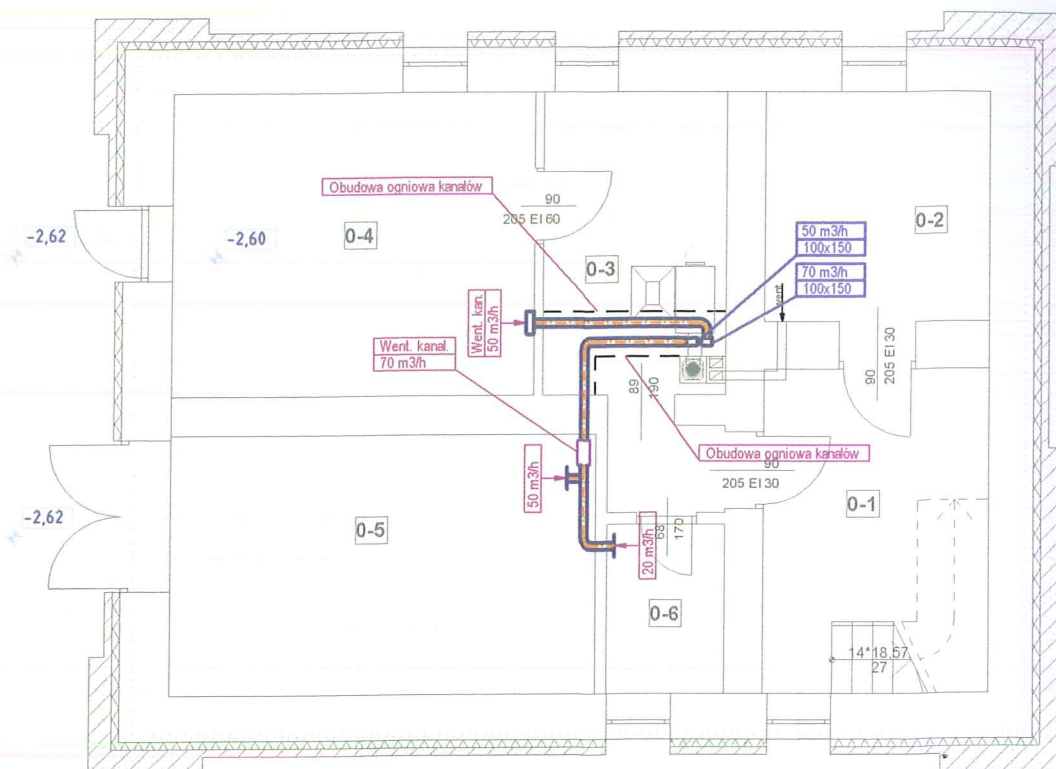 Obudowa ogniowa kanałów
90
205 EI 60
0-2
50 m3/h
100x150
-2,62
-2,60
0-4
0-3
70 m3/h
100x150
went.
Went. kan.
50 m3/h
Went. kanal.
70 m3/h
90
205 EI 30
89
190
Obudowa ogniowa kanałów
90
205 EI 30
50 m3/h
-2,62
0-5
0-1
68
170
20 m3/h
0-6
14*18,57
27